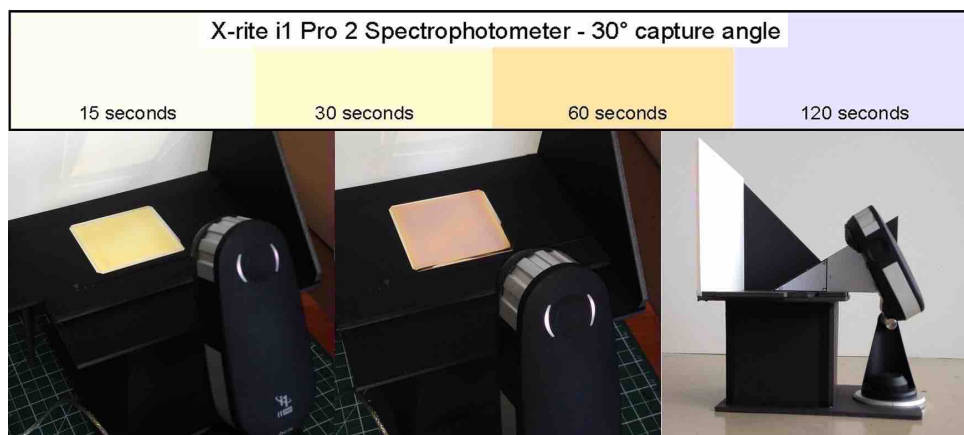 X-rite i1 Pro 2 Spectrophotometer - 30° capture angle
15 seconds
30 seconds
60 seconds
120 seconds